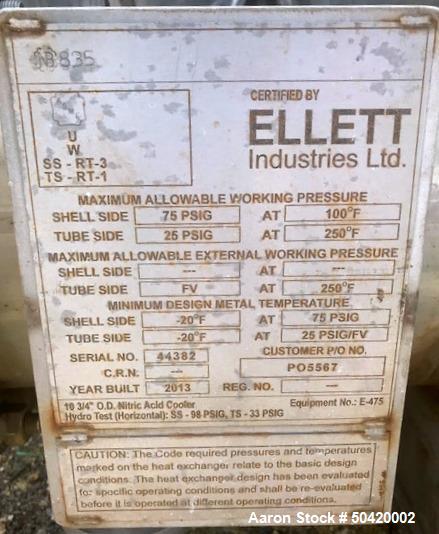 NB835
U
W
SS - RT-3
TS - RT-1
CERTIFIED BY
ELLETT
Industries Ltd.
MAXIMUM ALLOWABLE WORKING PRESSURE
SHELL SIDE 75 PSIG AT 100°F
TUBE SIDE 25 PSIG AT 250°F
MAXIMUM ALLOWABLE EXTERNAL WORKING PRESSURE
SHELL SIDE --- AT ---
TUBE SIDE FV AT 250°F
MINIMUM DESIGN METAL TEMPERATURE
SHELL SIDE -20°F AT 75 PSIG
TUBE SIDE -20°F AT 25 PSIG/FV
SERIAL NO. 44382 CUSTOMER P/O NO.
C.R.N. --- PO5567
YEAR BUILT 2013 REG. NO. ---
10 3/4" O.D. Nitric Acid Cooler Equipment No.: E-475
Hydro Test (Horizontal): SS - 98 PSIG, TS - 33 PSIG
CAUTION: The Code required pressures and temperatures
marked on the heat exchanger relate to the basic design
conditions. The heat exchanger design has been evaluated
for specific operating conditions and shall be re-evaluated
before it is operated at different operating conditions.
Aaron Stock # 50420002